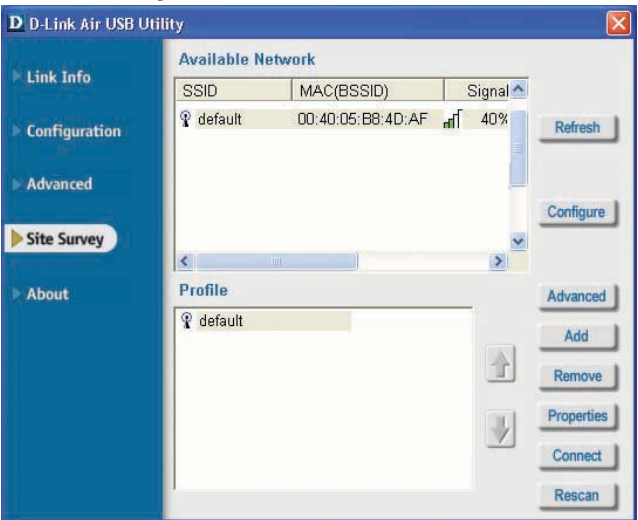 D D-Link Air USB Utility
Link Info
Configuration
Advanced
Site Survey
About
Available Network
SSID MAC(BSSID) Signal
default 00:40:05:B8:4D:AF 40%
Refresh
Configure
Profile
default
Advanced
Add
Remove
Properties
Connect
Rescan